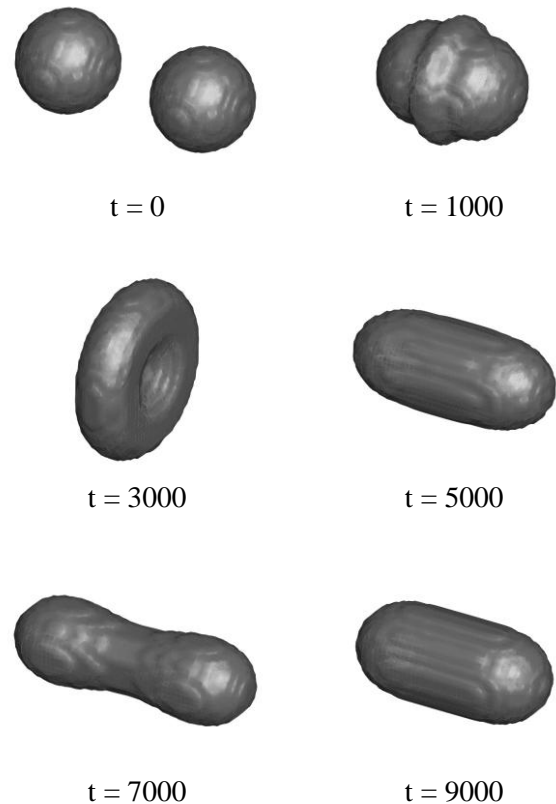 t = 0
t = 1000
t = 3000
t = 5000
t = 7000
t = 9000